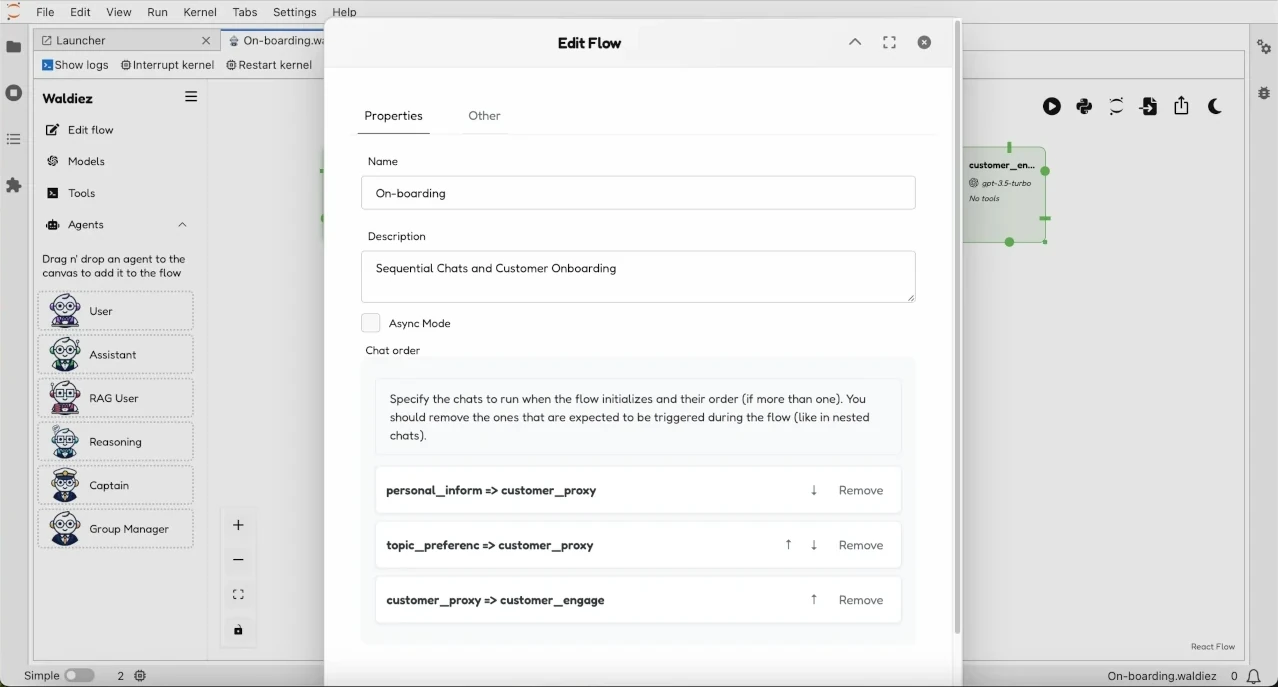 File Edit View Run Kernel Tabs Settings Help
Launcher
On-boarding.wa
Show logs Interrupt kernel Restart kernel
Waldiez
Edit flow
Models
Tools
Agents
Drag n' drop an agent to the
canvas to add it to the flow
User
Assistant
RAG User
Reasoning
Captain
Group Manager
Edit Flow
Properties Other
Name
On-boarding
Description
Sequential Chats and Customer Onboarding
Async Mode
Chat order
Specify the chats to run when the flow initializes and their order (if more than one). You
should remove the ones that are expected to be triggered during the flow (like in nested
chats).
personal_inform => customer_proxy ↓ Remove
topic_preferenc => customer_proxy ↑ ↓ Remove
customer_proxy => customer_engage ↑ Remove
customer_en...
gpt-3.5-turbo
No tools
React Flow
Simple 2
On-boarding.waldiez 0